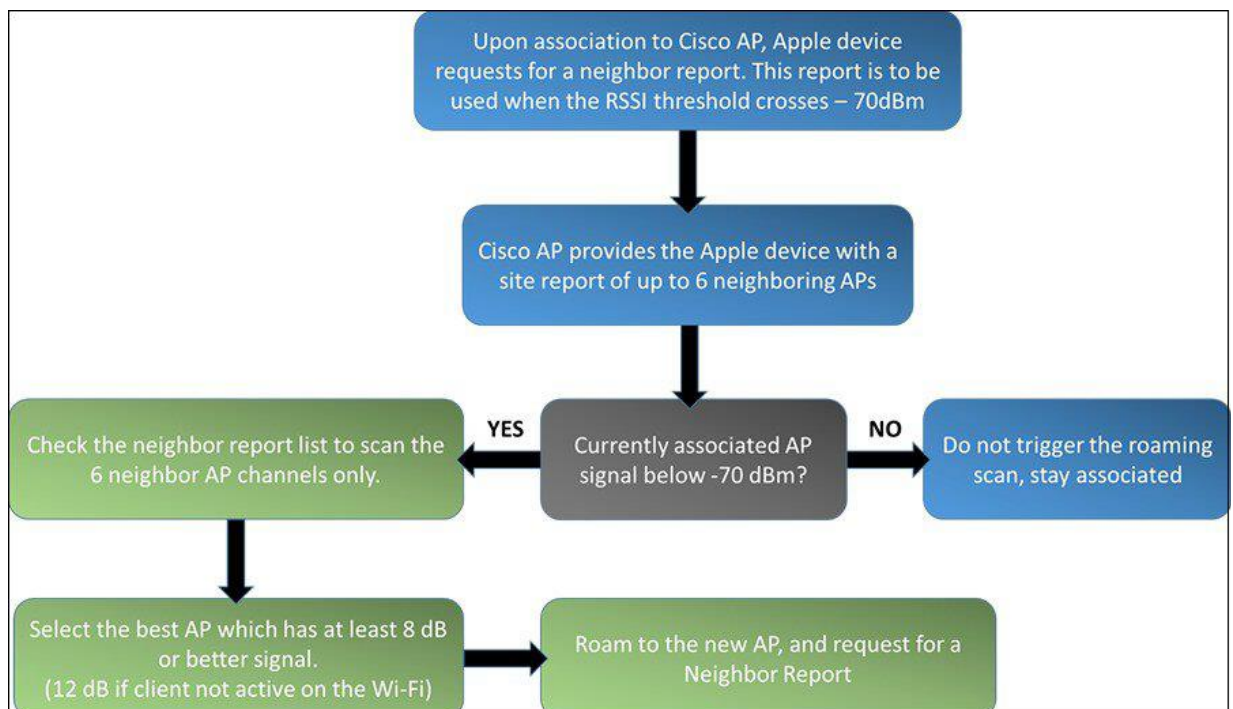 Upon association to Cisco AP, Apple device
requests for a neighbor report. This report is to be
used when the RSSI threshold crosses – 70dBm
Cisco AP provides the Apple device with a
site report of up to 6 neighboring APs
Currently associated AP
signal below -70 dBm?
YES
NO
Check the neighbor report list to scan the
6 neighbor AP channels only.
Do not trigger the roaming
scan, stay associated
Select the best AP which has at least 8 dB
or better signal.
(12 dB if client not active on the Wi-Fi)
Roam to the new AP, and request for a
Neighbor Report